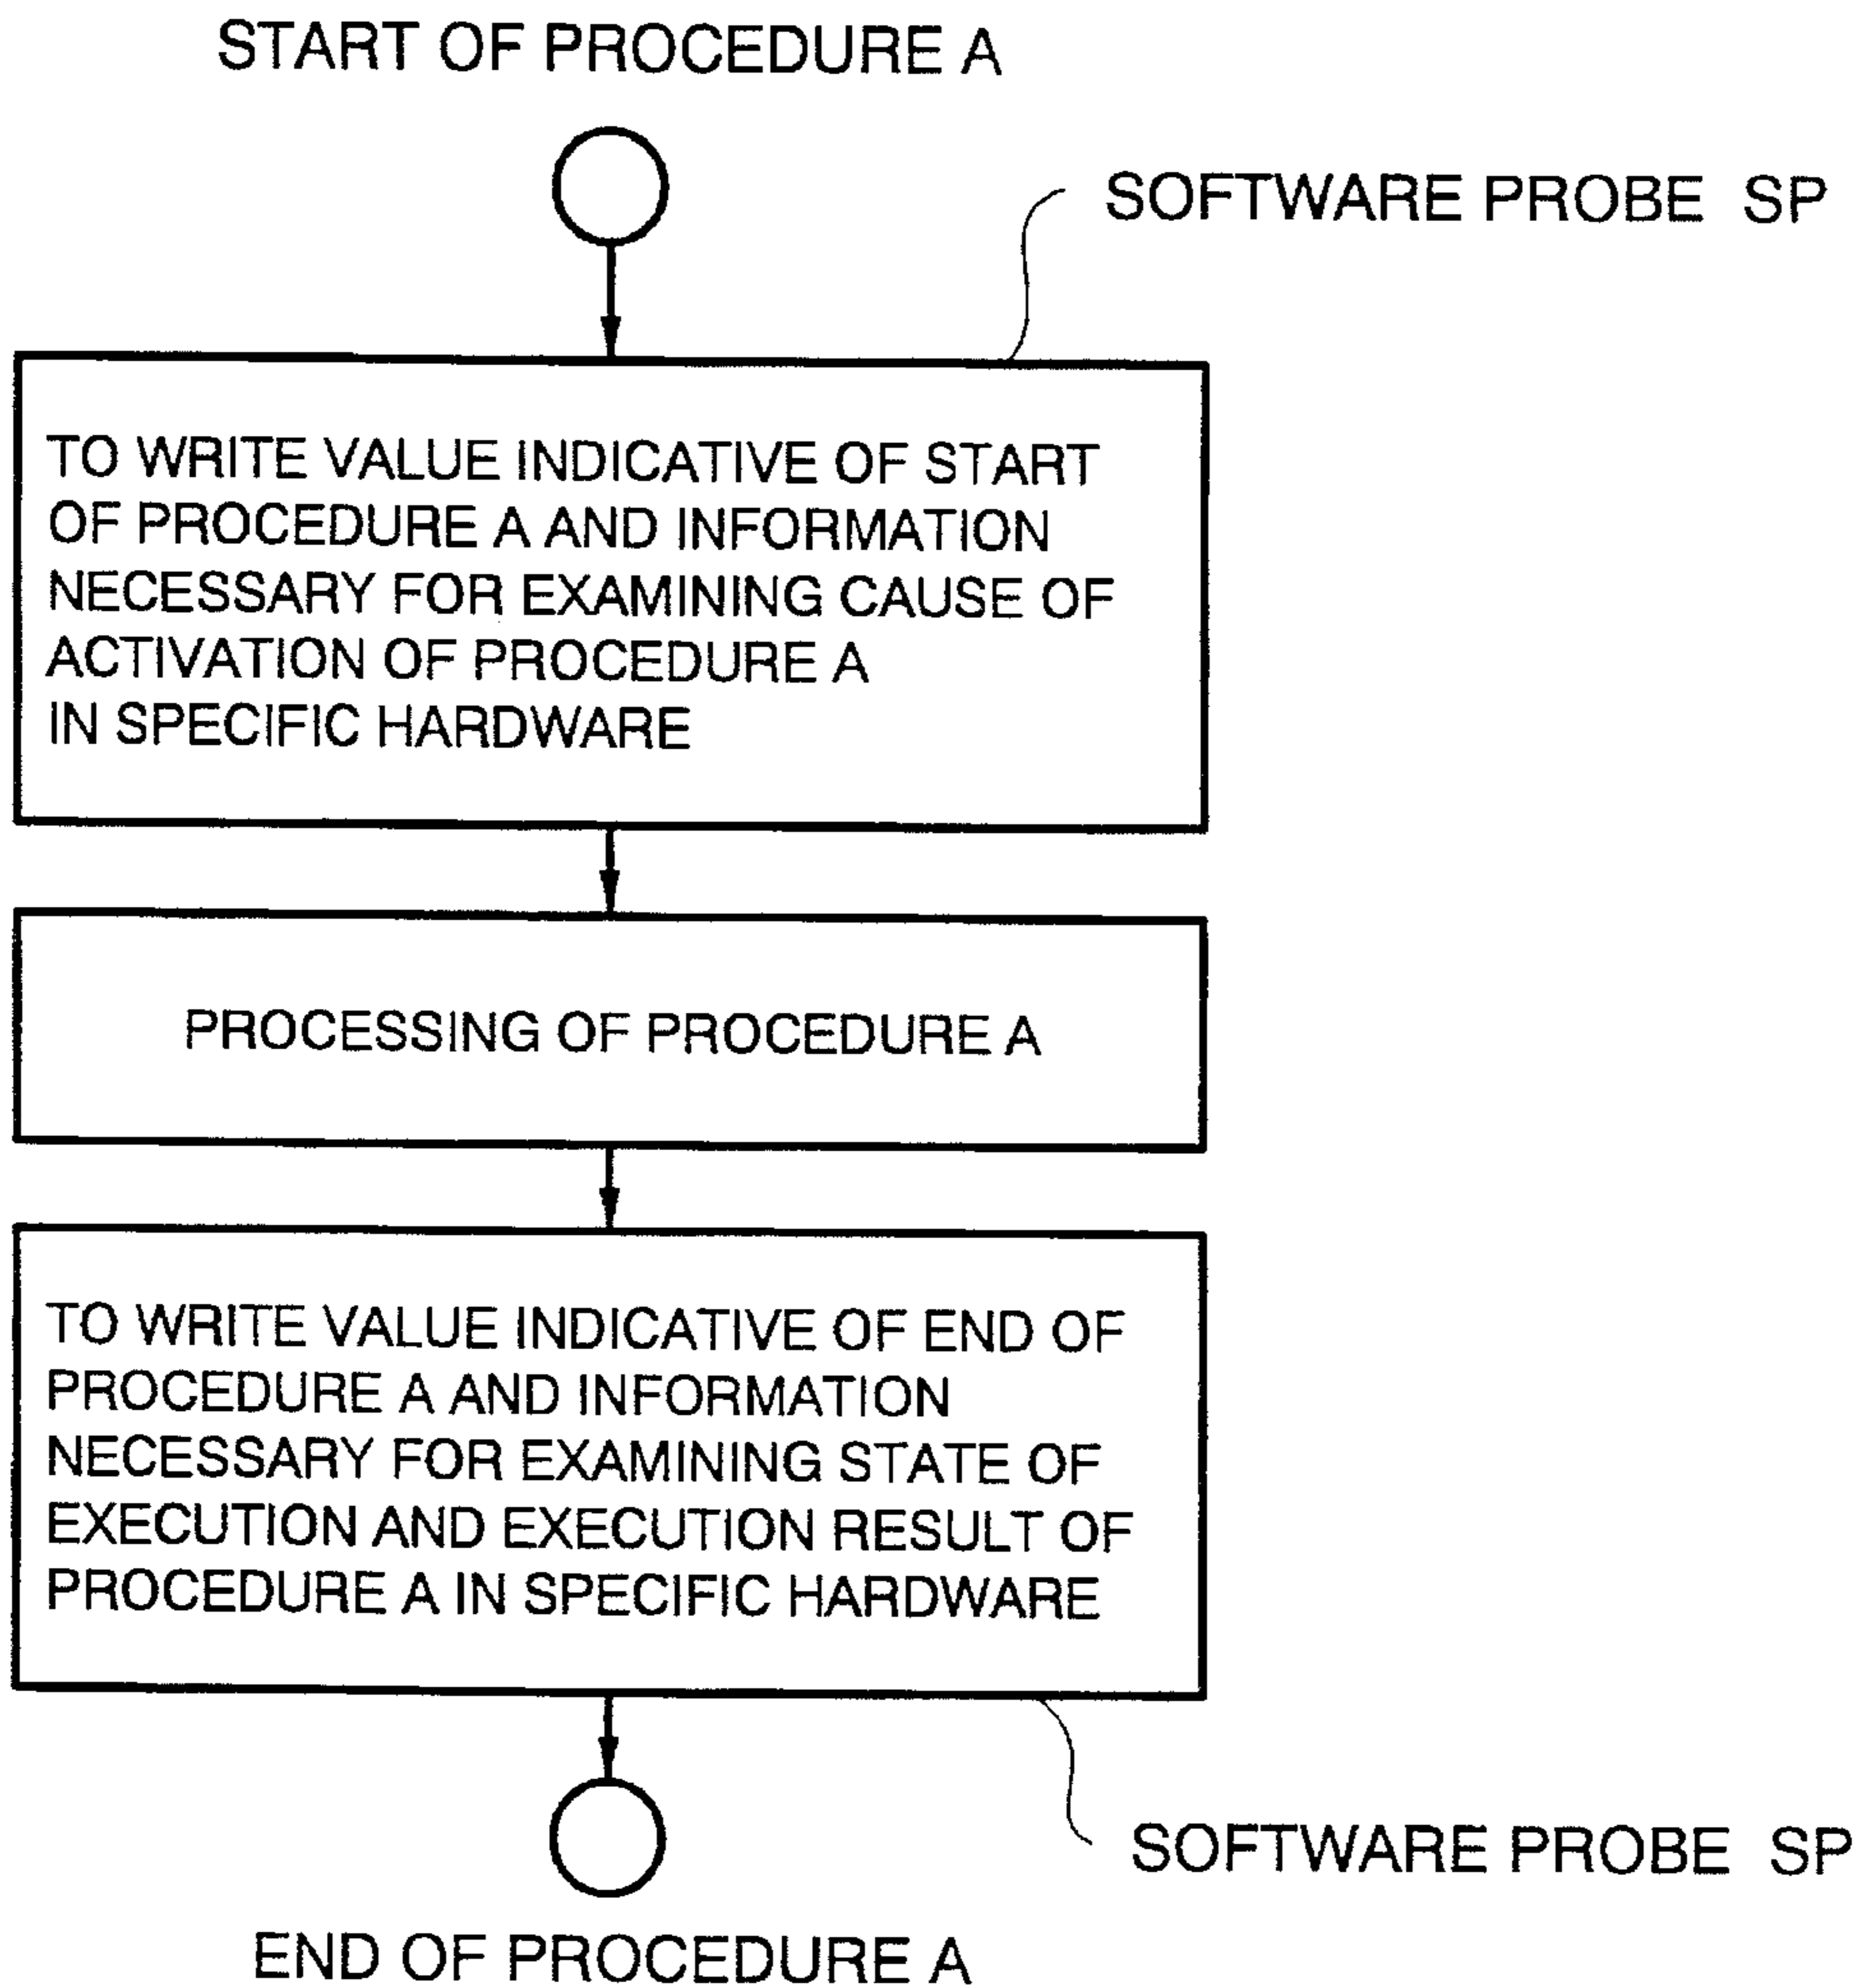 START OF PROCEDURE A
SOFTWARE PROBE SP
TO WRITE VALUE INDICATIVE OF START
OF PROCEDURE A AND INFORMATION
NECESSARY FOR EXAMINING CAUSE OF
ACTIVATION OF PROCEDURE A
IN SPECIFIC HARDWARE
PROCESSING OF PROCEDURE A
TO WRITE VALUE INDICATIVE OF END OF
PROCEDURE A AND INFORMATION
NECESSARY FOR EXAMINING STATE OF
EXECUTION AND EXECUTION RESULT OF
PROCEDURE A IN SPECIFIC HARDWARE
SOFTWARE PROBE SP
END OF PROCEDURE A